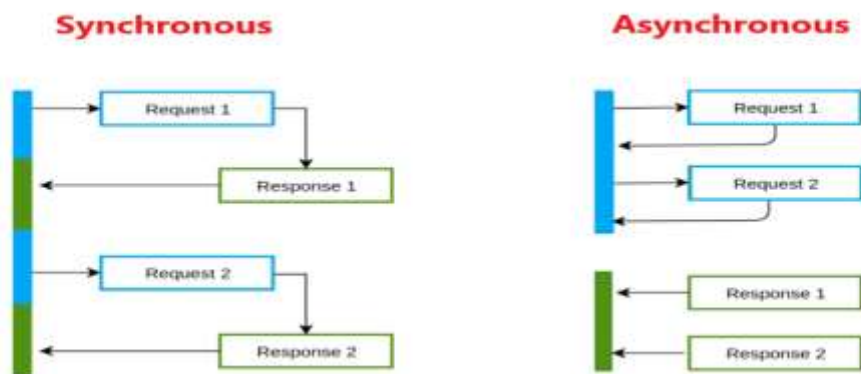 Synchronous
Request 1
Response 1
Request 2
Response 2
Asynchronous
Request 1
Request 2
Response 1
Response 2